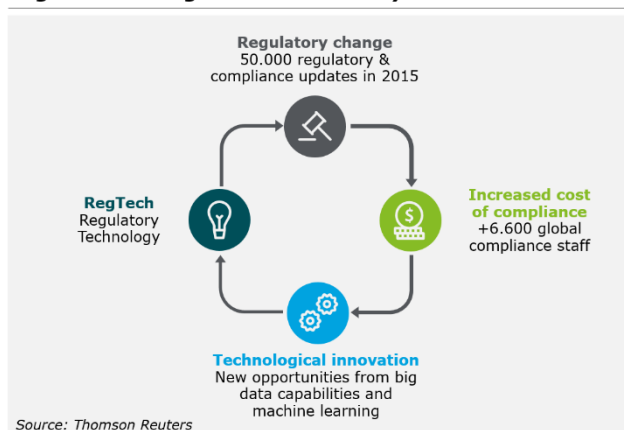 Regulatory change
50.000 regulatory &
compliance updates in 2015
RegTech
Regulatory
Technology
$
Increased cost
of compliance
+6.600 global
compliance staff
Technological innovation
New opportunities from big
data capabilities and
machine learning
Source: Thomson Reuters